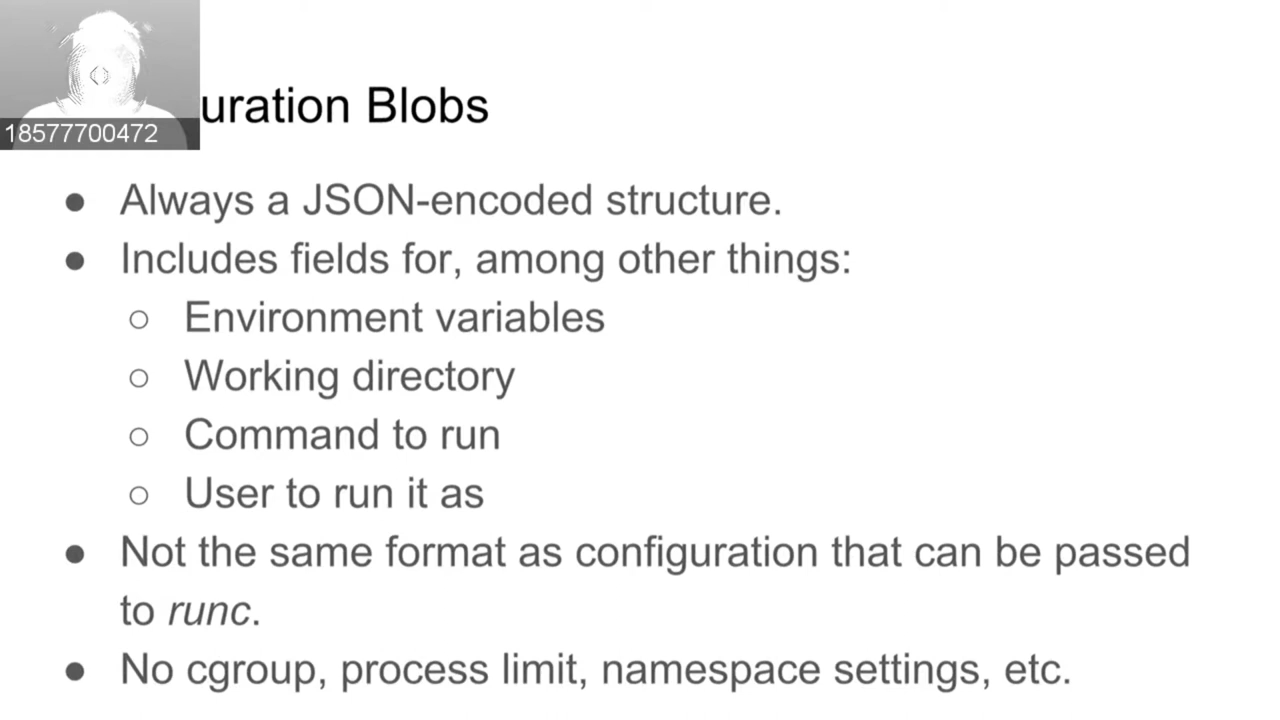 uration Blobs
18577700472
● Always a JSON-encoded structure.
● Includes fields for, among other things:
○ Environment variables
○ Working directory
○ Command to run
○ User to run it as
● Not the same format as configuration that can be passed
to runc.
● No cgroup, process limit, namespace settings, etc.